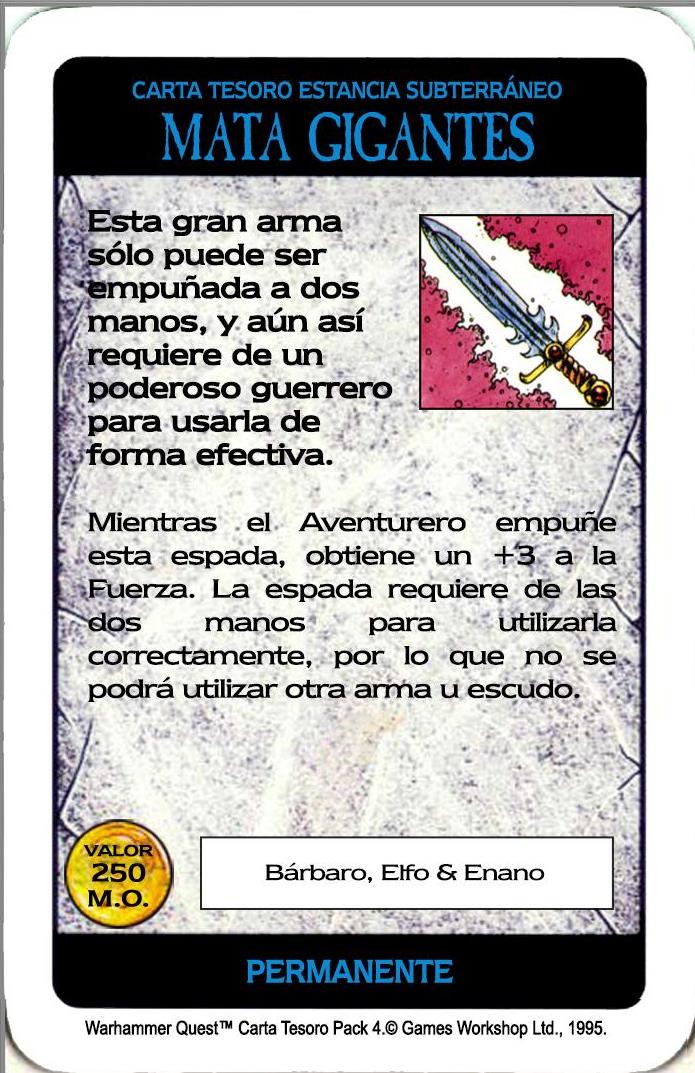 CARTA TESORO ESTANCIA SUBTERRÁNEO
MATA GIGANTES
Esta gran arma
sólo puede ser
empuñada a dos
manos, y aún así
requiere de un
poderoso guerrero
para usarla de
forma efectiva.
Mientras el Aventurero empuñe
esta espada, obtiene un +3 a la
Fuerza. La espada requiere de las
dos manos para utilizarla
correctamente, por lo que no se
podrá utilizar otra arma u escudo.
VALOR
250
M.O.
Bárbaro, Elfo & Enano
PERMANENTE
Warhammer Quest™ Carta Tesoro Pack 4.© Games Workshop Ltd., 1995.